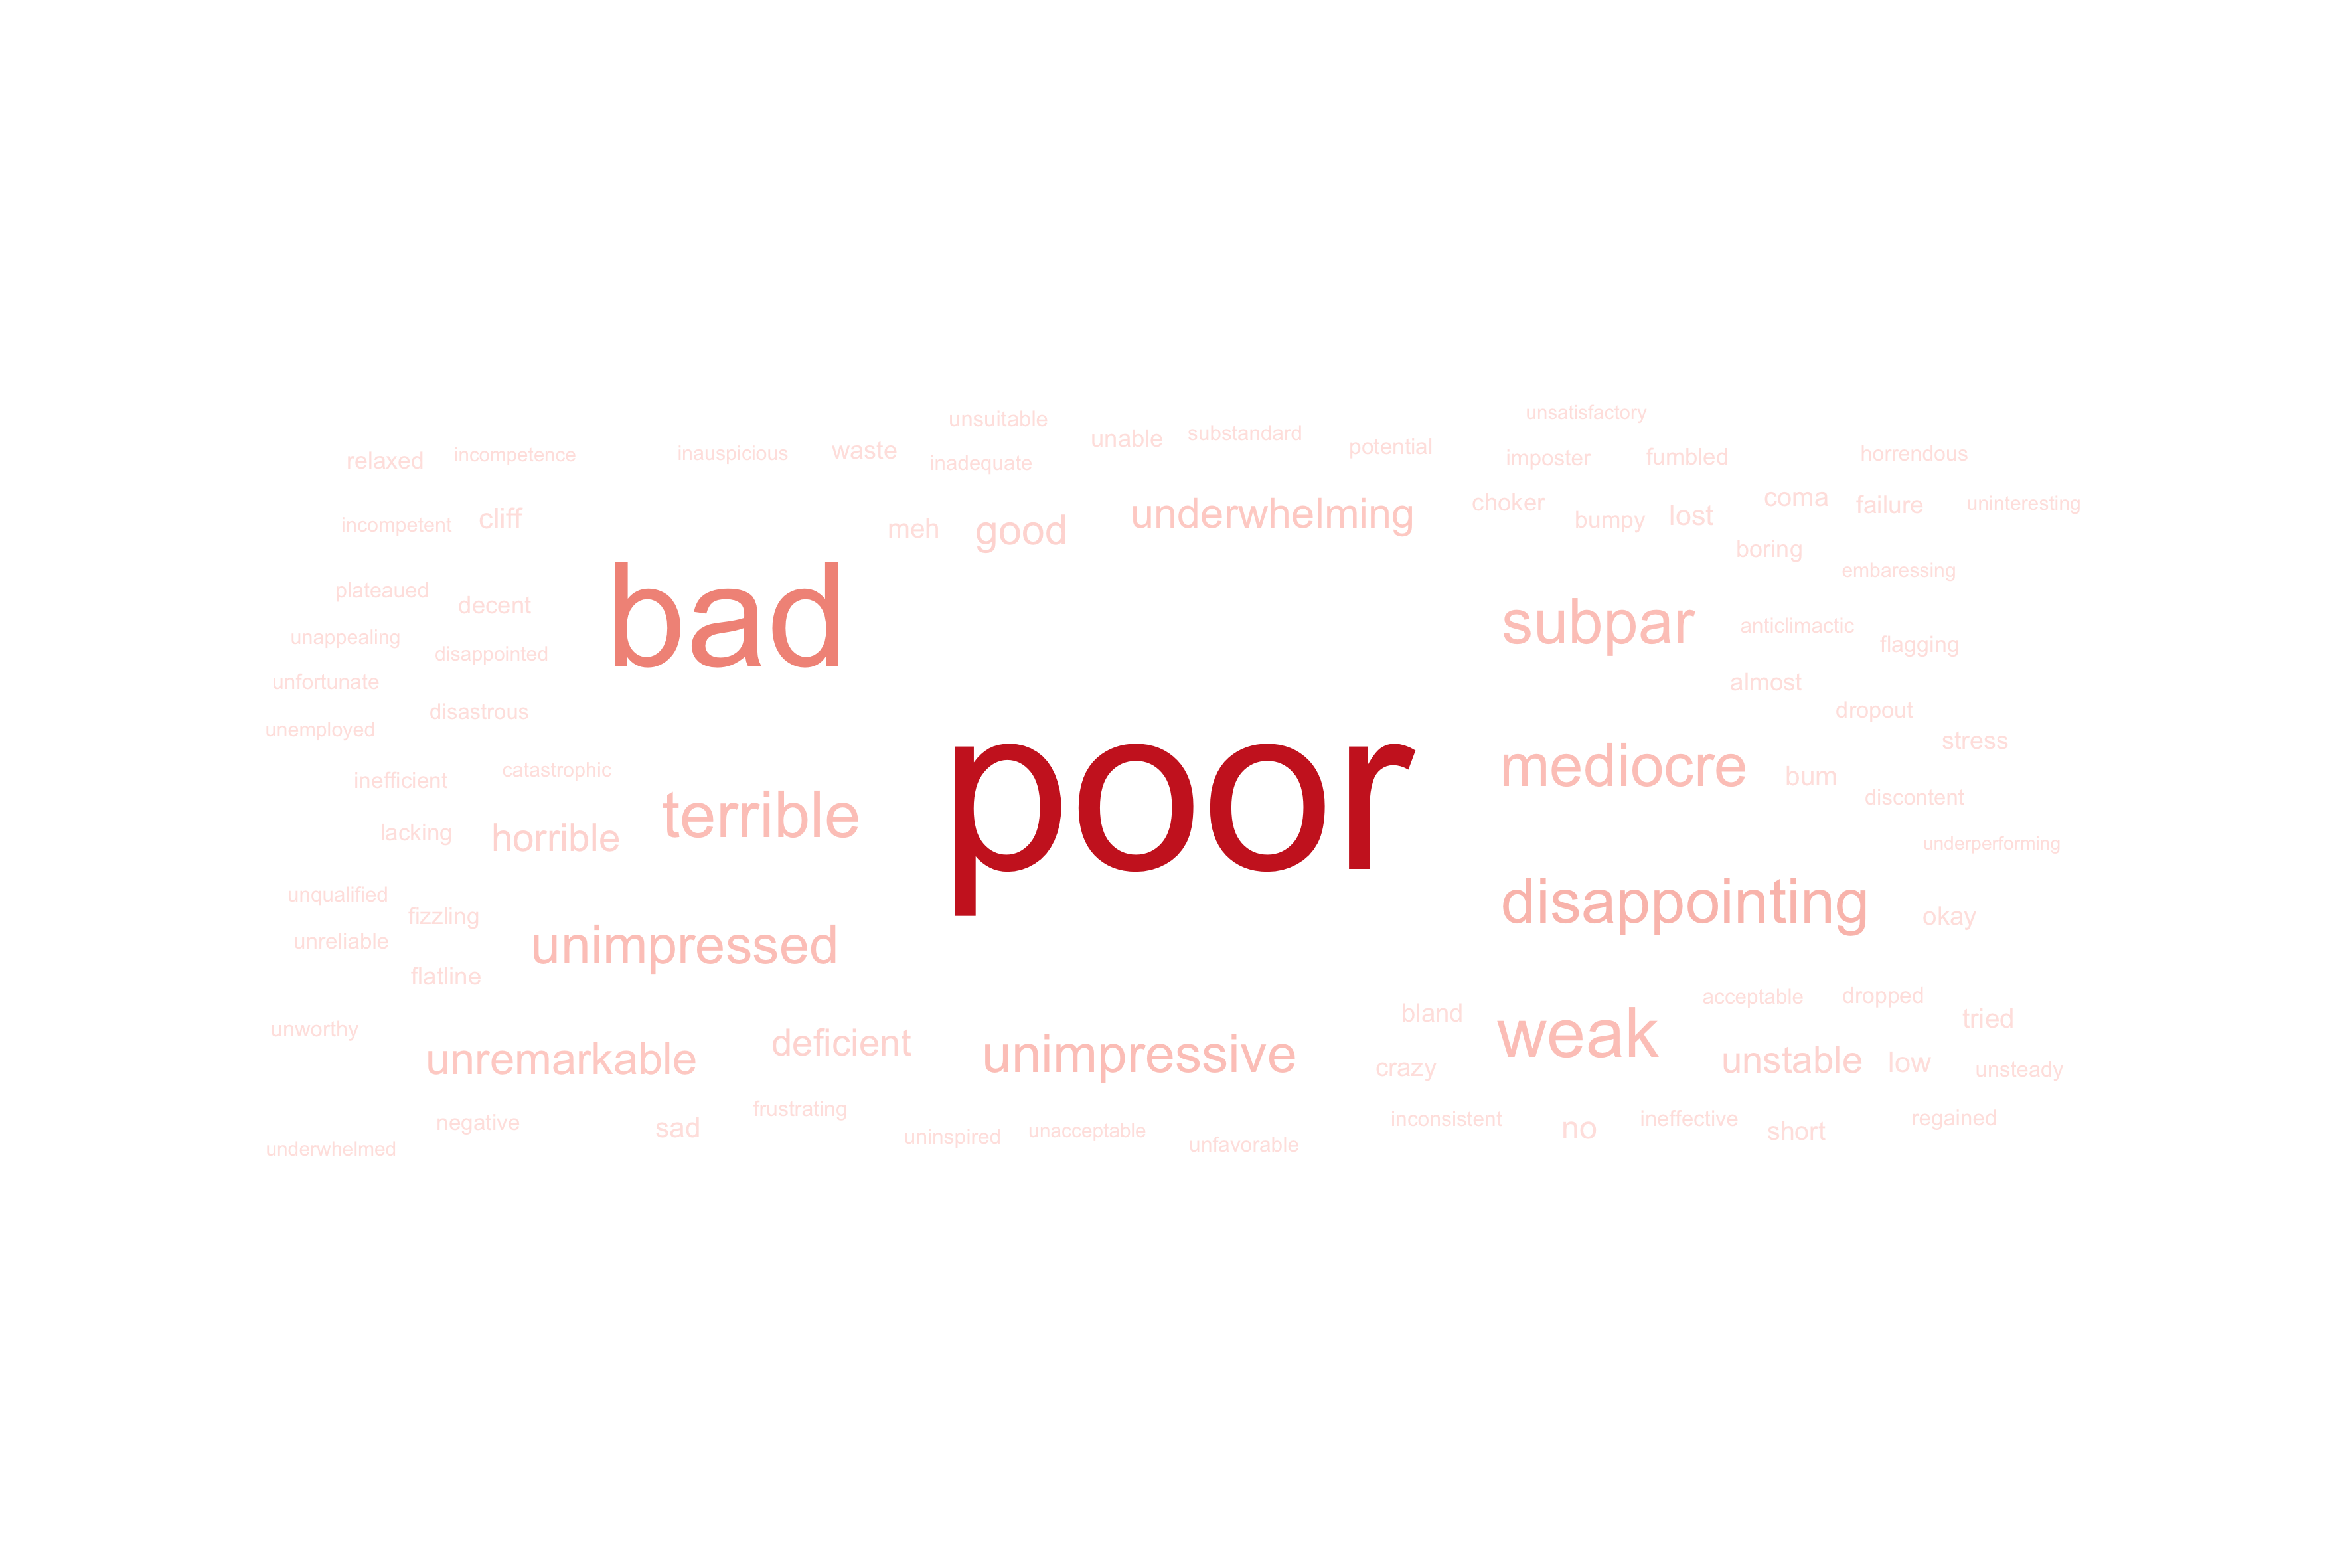 unsatisfactory
unsuitable
substandard
unable
potential
relaxed
incompetence
inauspicious
waste
inadequate
imposter
fumbled
horrendous
incompetent
cliff
meh
good
underwhelming
choker
bumpy
lost
coma
failure
uninteresting
boring
embaressing
plateaued
decent
bad
subpar
anticlimactic
flagging
unappealing
disappointed
unfortunate
almost
disastrous
dropout
unemployed
stress
inefficient
catastrophic
terrible
poor
mediocre
bum
discontent
lacking
horrible
underperforming
unqualified
fizzling
disappointing
okay
unreliable
unimpressed
flatline
acceptable
dropped
bland
weak
tried
unworthy
unremarkable
deficient
unimpressive
crazy
unstable
low
unsteady
negative
sad
frustrating
inconsistent
no
ineffective
short
regained
underwhelmed
uninspired
unacceptable
unfavorable